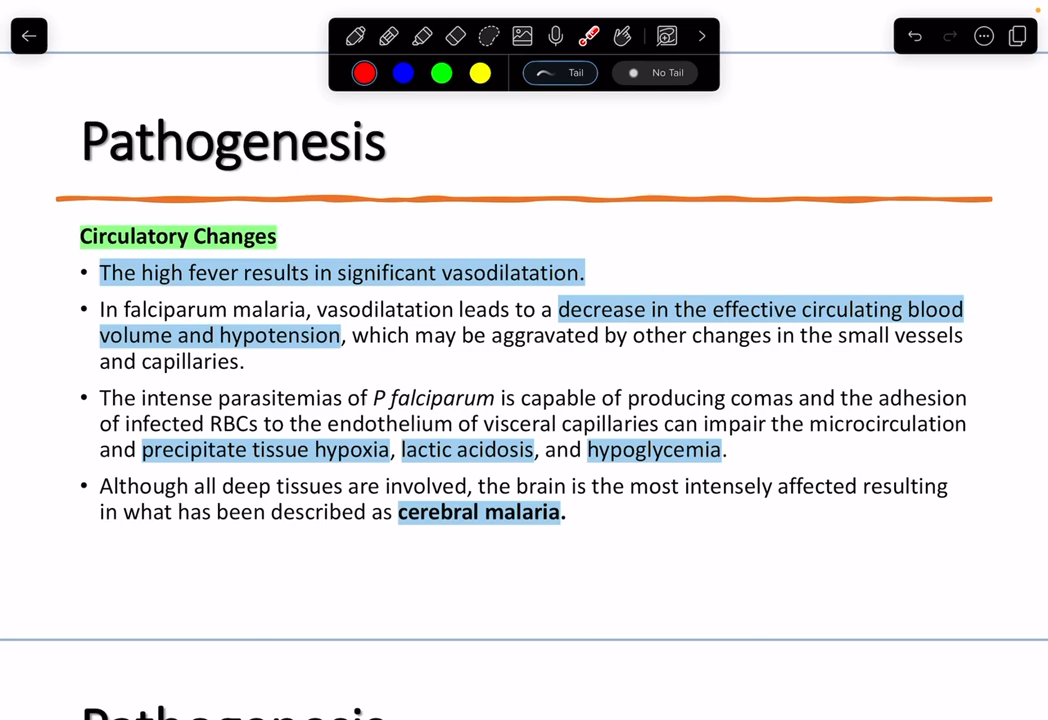 Tail
No Tail
Pathogenesis
Circulatory Changes
• The high fever results in significant vasodilatation.
• In falciparum malaria, vasodilatation leads to a decrease in the effective circulating blood
volume and hypotension, which may be aggravated by other changes in the small vessels
and capillaries.
• The intense parasitemias of P falciparum is capable of producing comas and the adhesion
of infected RBCs to the endothelium of visceral capillaries can impair the microcirculation
and precipitate tissue hypoxia, lactic acidosis, and hypoglycemia.
• Although all deep tissues are involved, the brain is the most intensely affected resulting
in what has been described as cerebral malaria.
Pathogenesis